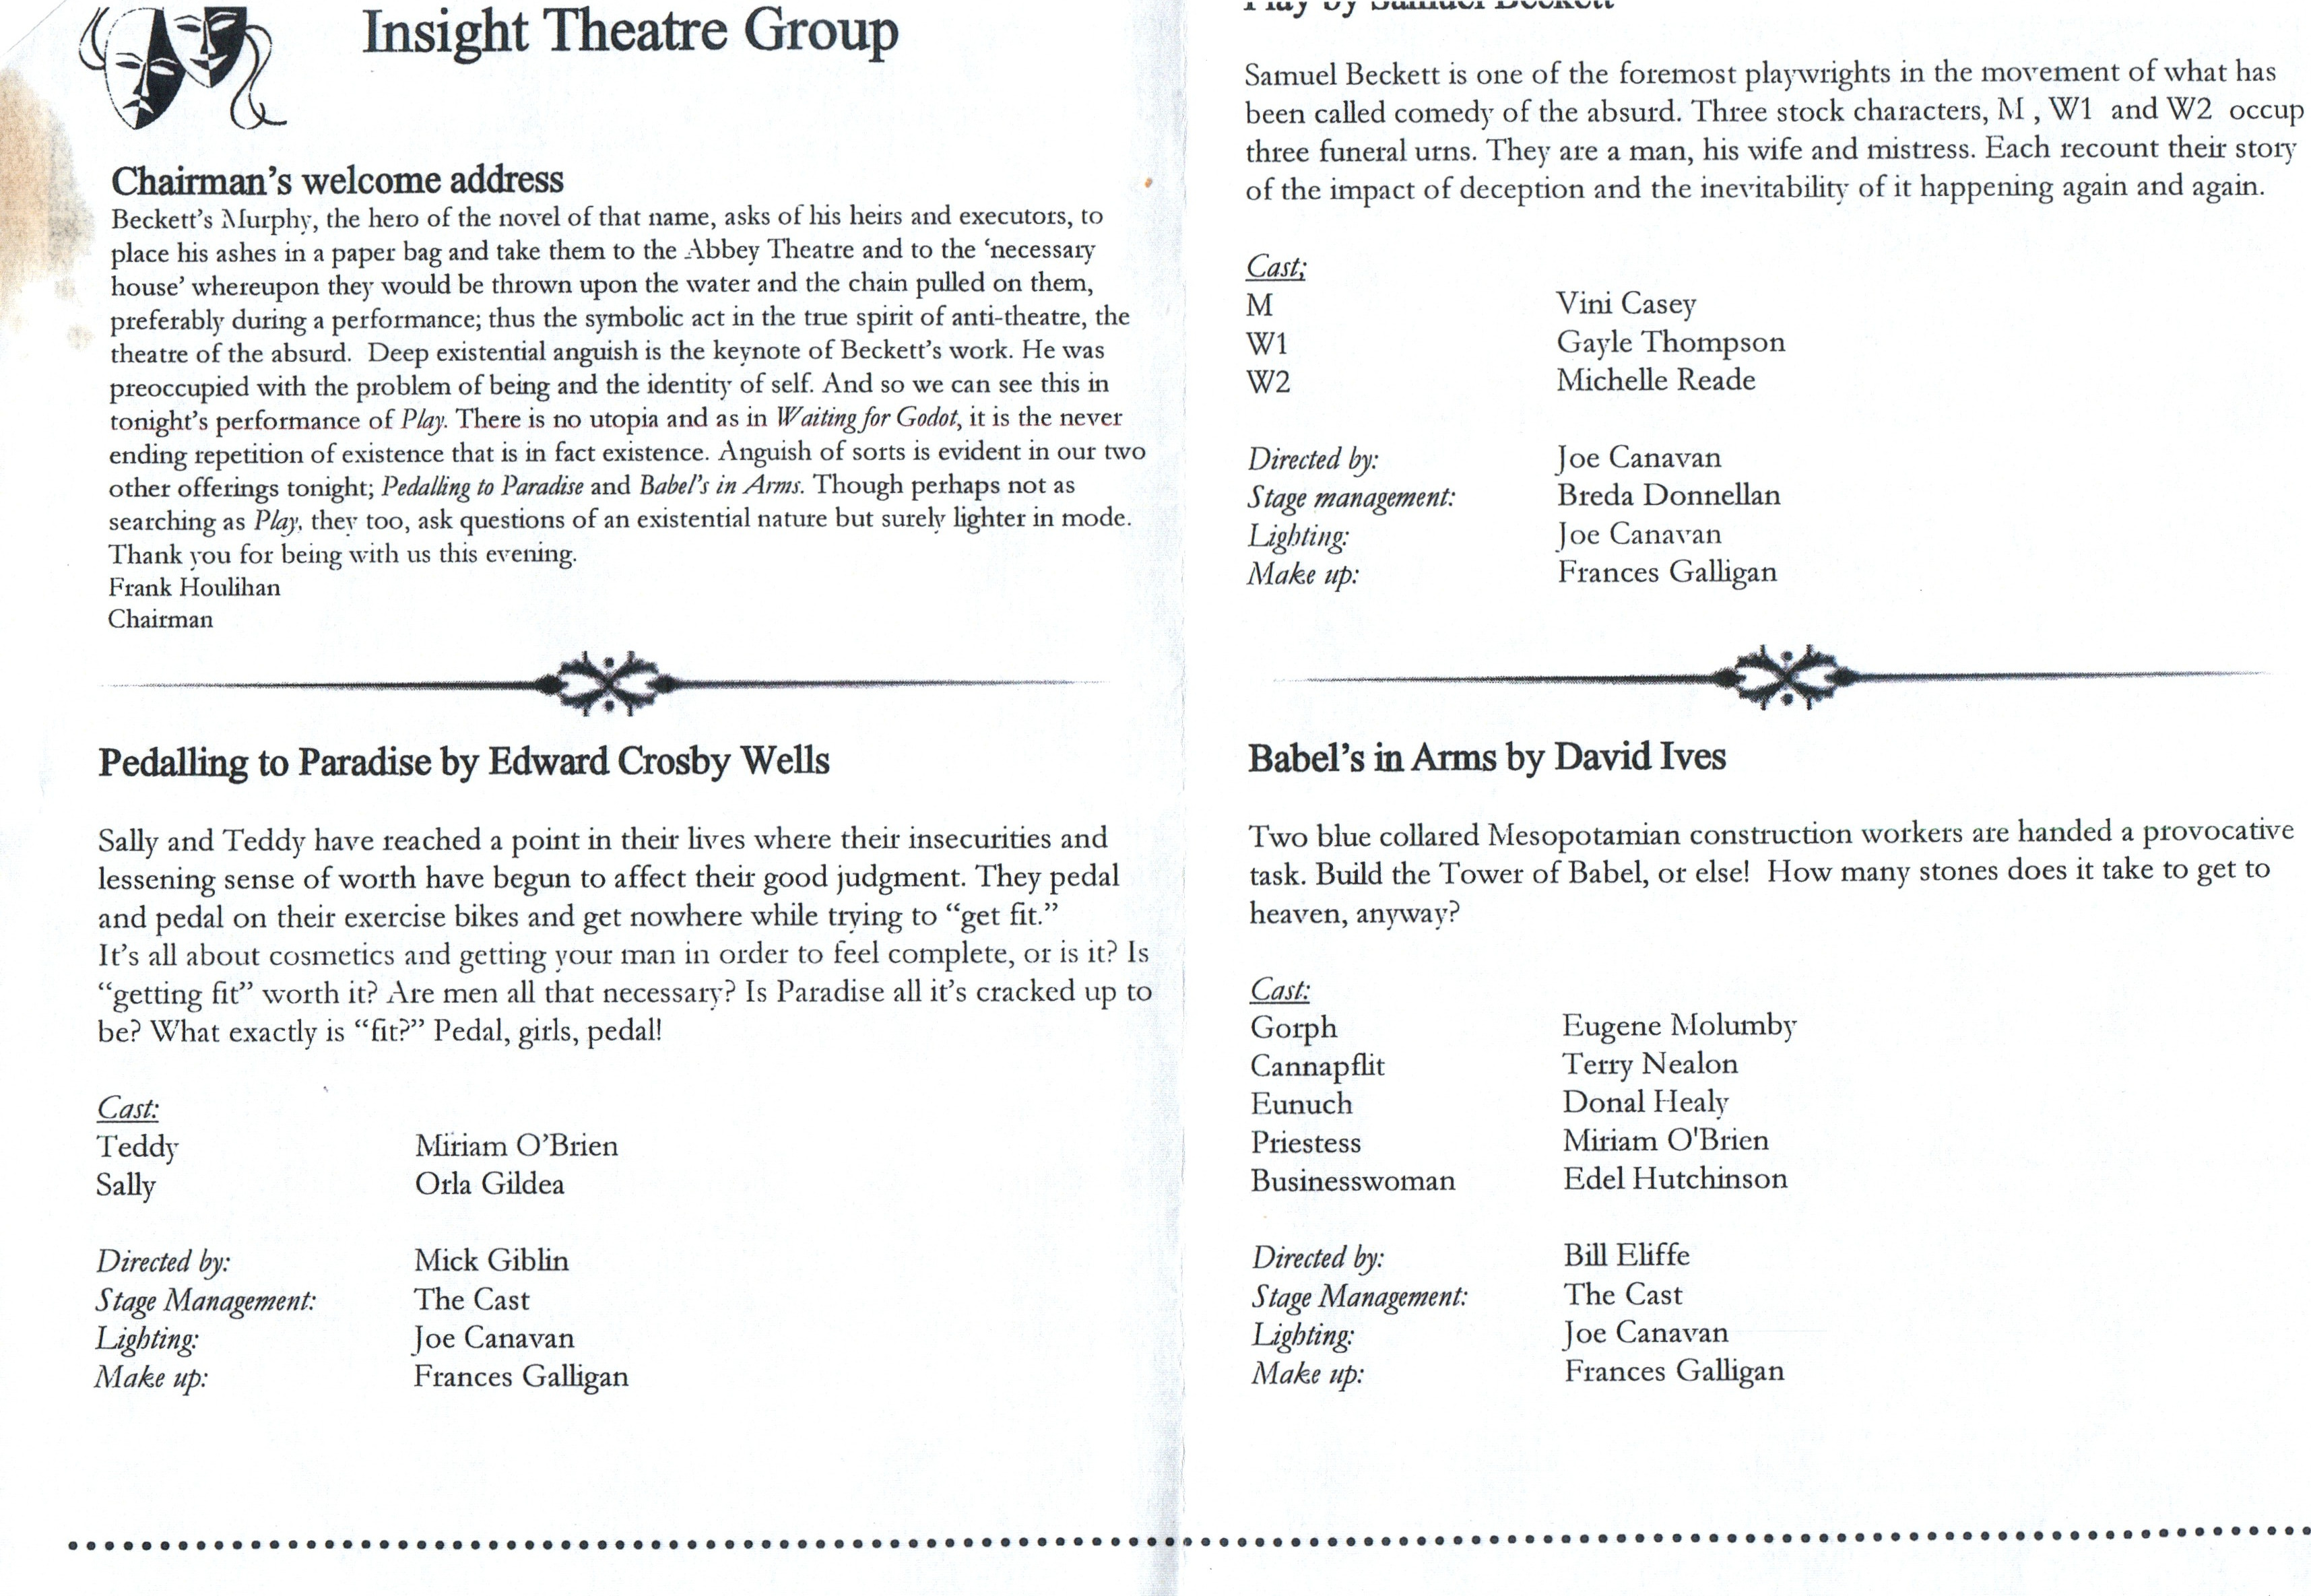 Insight Theatre Group
Chairman's welcome address
Beckett's Murphy, the hero of the novel of that name, asks of his heirs and executors, to
place his ashes in a paper bag and take them to the Abbey Theatre and to the ‘necessary
house’ whereupon they would be thrown upon the water and the chain pulled on them,
preferably during a performance; thus the symbolic act in the true spirit of anti-theatre, the
theatre of the absurd.  Deep existential anguish is the keynote of Beckett's work. He was
preoccupied with the problem of being and the identity of self. And so we can see this in
tonight's performance of Play. There is no utopia and as in Waiting for Godot, it is the never
ending repetition of existence that is in fact existence. Anguish of sorts is evident in our two
other offerings tonight; Pedalling to Paradise and Babel's in Arms. Though perhaps not as
searching as Play, they too, ask questions of an existential nature but surely lighter in mode.
Thank you for being with us this evening.
Frank Houlihan
Chairman
Pedalling to Paradise by Edward Crosby Wells
Sally and Teddy have reached a point in their lives where their insecurities and
lessening sense of worth have begun to affect their good judgment. They pedal
and pedal on their exercise bikes and get nowhere while trying to “get fit.”
It's all about cosmetics and getting your man in order to feel complete, or is it? Is
“getting fit” worth it? Are men all that necessary? Is Paradise all it's cracked up to
be? What exactly is “fit?” Pedal, girls, pedal!
Cast:
Teddy Miriam O'Brien
Sally Orla Gildea
Directed by: Mick Giblin
Stage Management: The Cast
Lighting: Joe Canavan
Make up: Frances Galligan
Play by Samuel Beckett
Samuel Beckett is one of the foremost playwrights in the movement of what has
been called comedy of the absurd. Three stock characters, M , W1  and W2  occup
three funeral urns. They are a man, his wife and mistress. Each recount their story
of the impact of deception and the inevitability of it happening again and again.
Cast;
M Vini Casey
W1 Gayle Thompson
W2 Michelle Reade
Directed by: Joe Canavan
Stage management: Breda Donnellan
Lighting: Joe Canavan
Make up: Frances Galligan
Babel's in Arms by David Ives
Two blue collared Mesopotamian construction workers are handed a provocative
task. Build the Tower of Babel, or else!  How many stones does it take to get to
heaven, anyway?
Cast:
Gorph Eugene Molumby
Cannapflit Terry Nealon
Eunuch Donal Healy
Priestess Miriam O'Brien
Businesswoman Edel Hutchinson
Directed by: Bill Eliffe
Stage Management: The Cast
Lighting: Joe Canavan
Make up: Frances Galligan